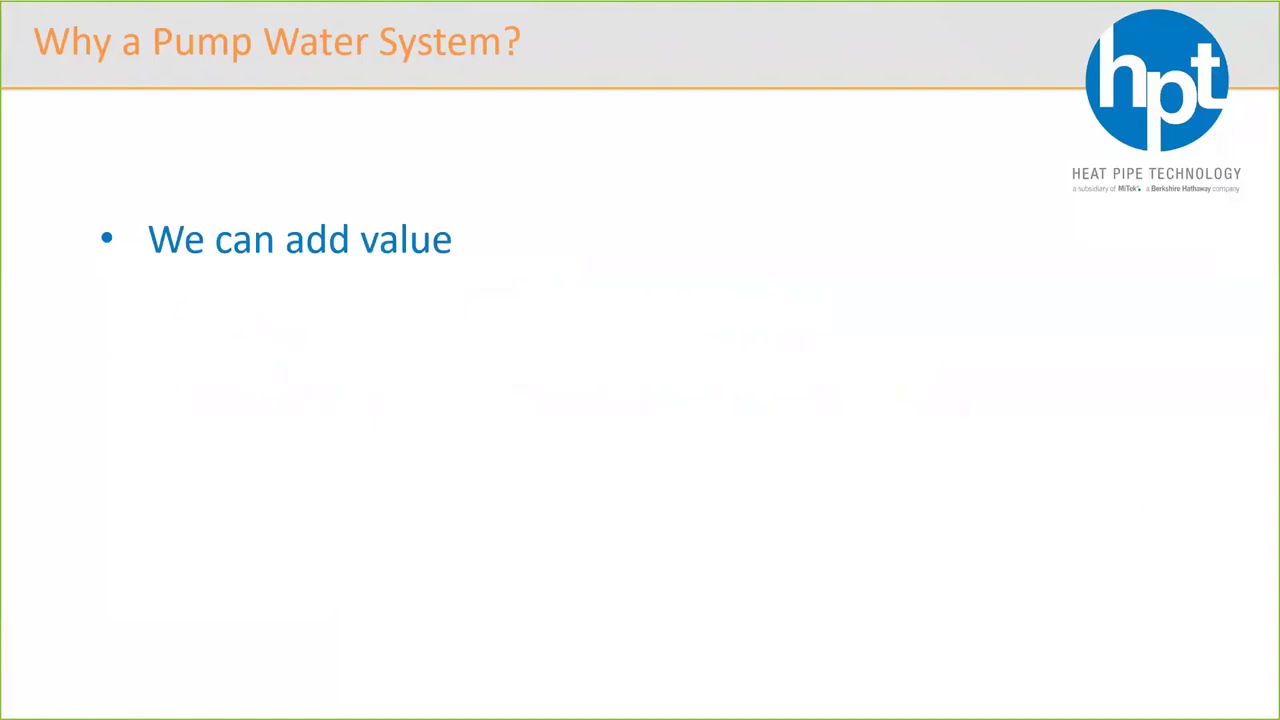 Why a Pump Water System?
hpt
HEAT PIPE TECHNOLOGY
a subsidiary of MiTek a Berkshire Hathaway company
• We can add value